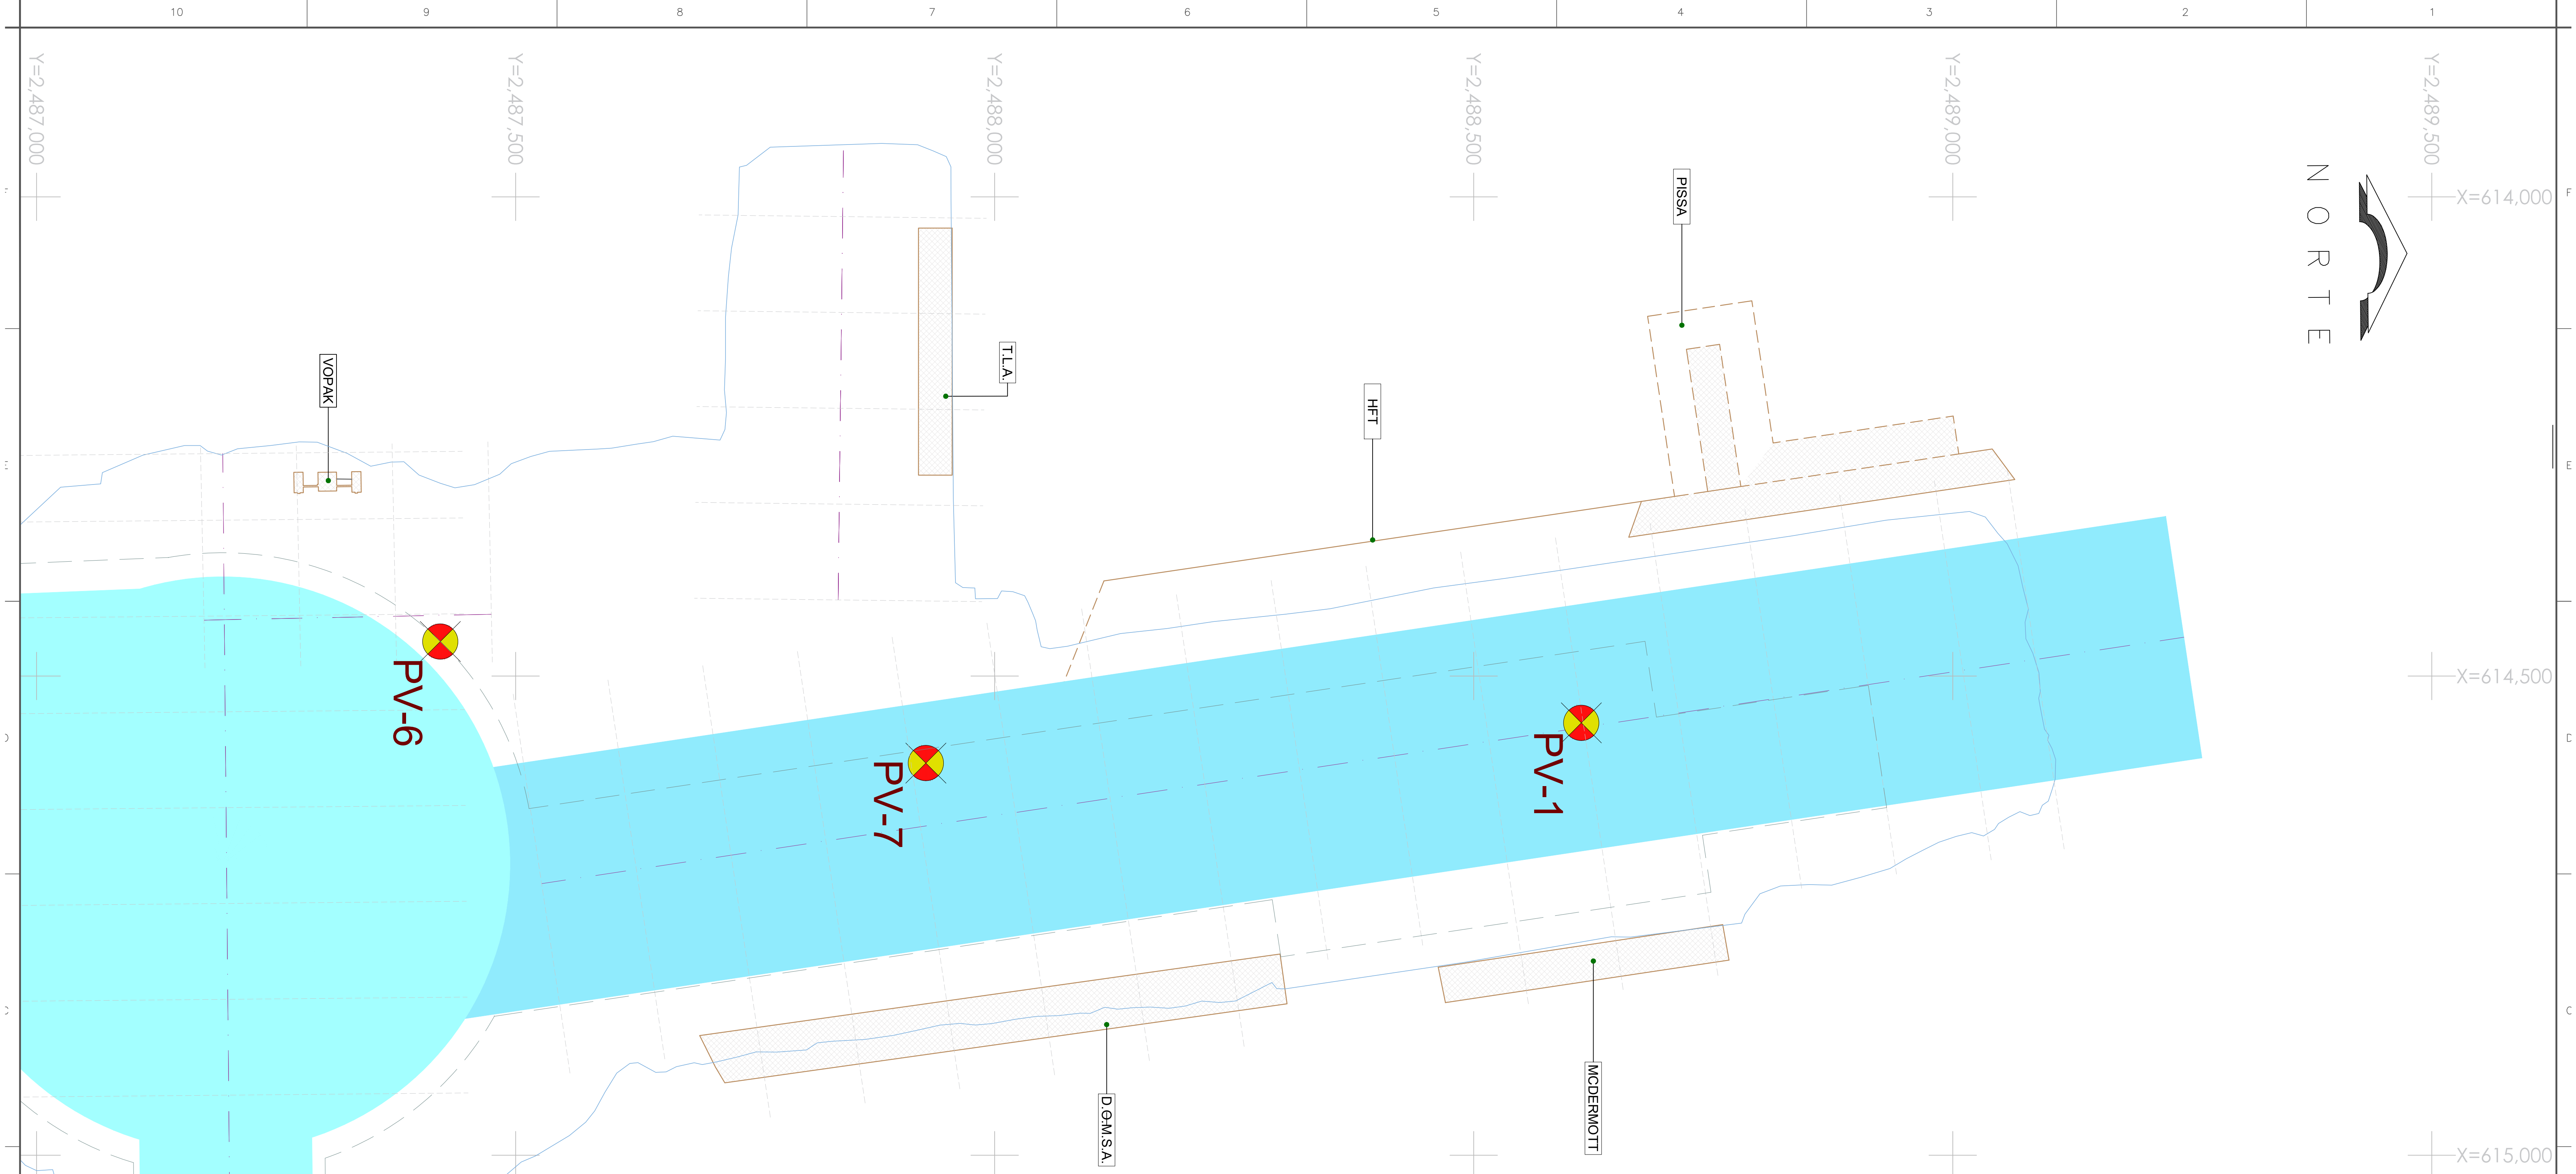 10 9 8 7 6 5 4 3 2 1
Y=2,487,000
Y=2,487,500
Y=2,488,000
Y=2,488,500
Y=2,489,000
Y=2,489,500
X=614,000
X=614,500
X=615,000
NORTE
F
E
C
PISSA
T.L.A.
VOPAK
HFT
PV-6
PV-7
PV-1
D.O.M.S.A.
MCDERMOTT